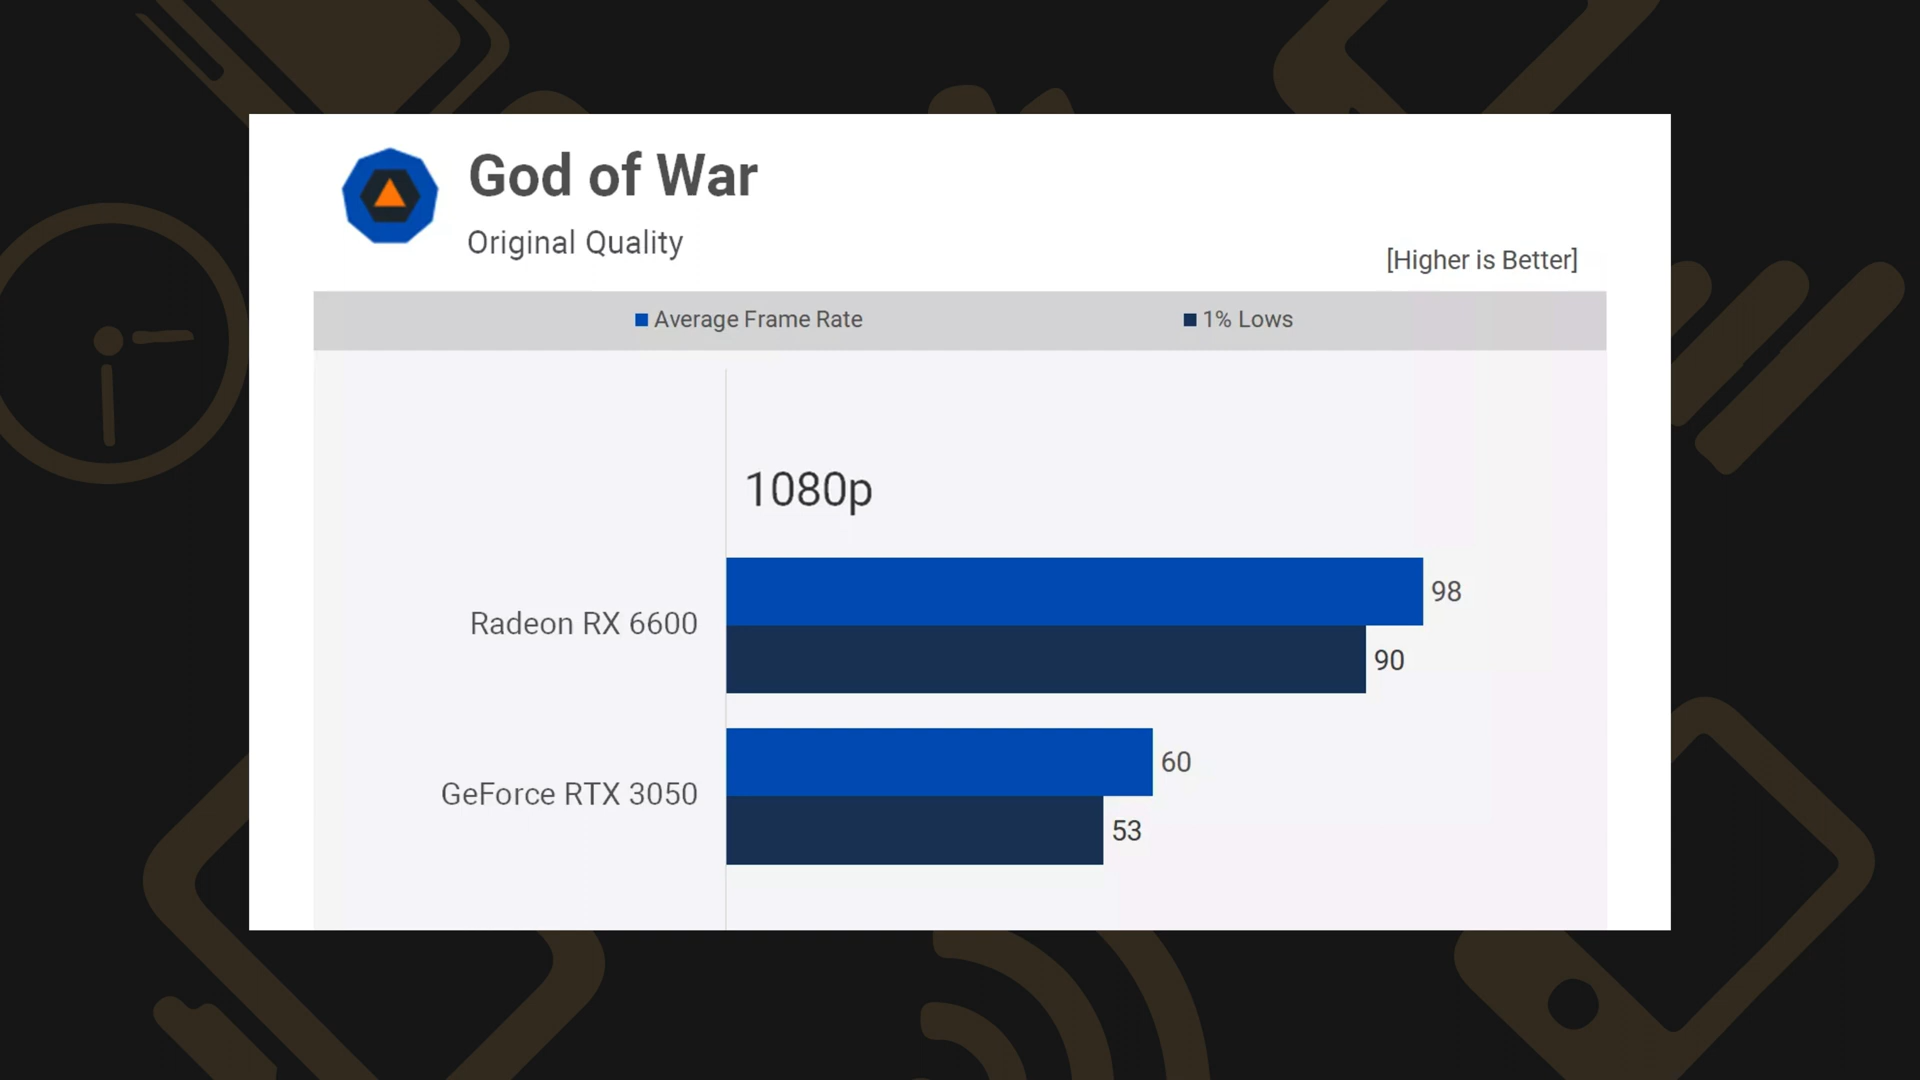 God of War
Original Quality
[Higher is Better]
Average Frame Rate 1% Lows
1080p
Radeon RX 6600 98
90
GeForce RTX 3050 60
53